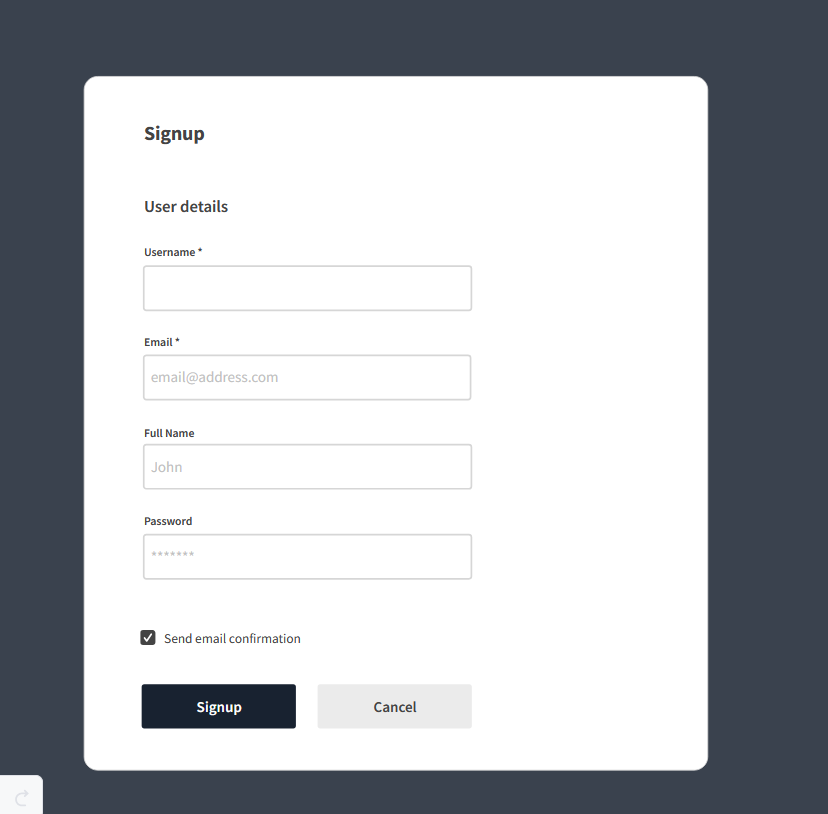 Signup
User details
Username *
Email *
email@address.com
Full Name
John
Password
*******
Send email confirmation
Signup
Cancel